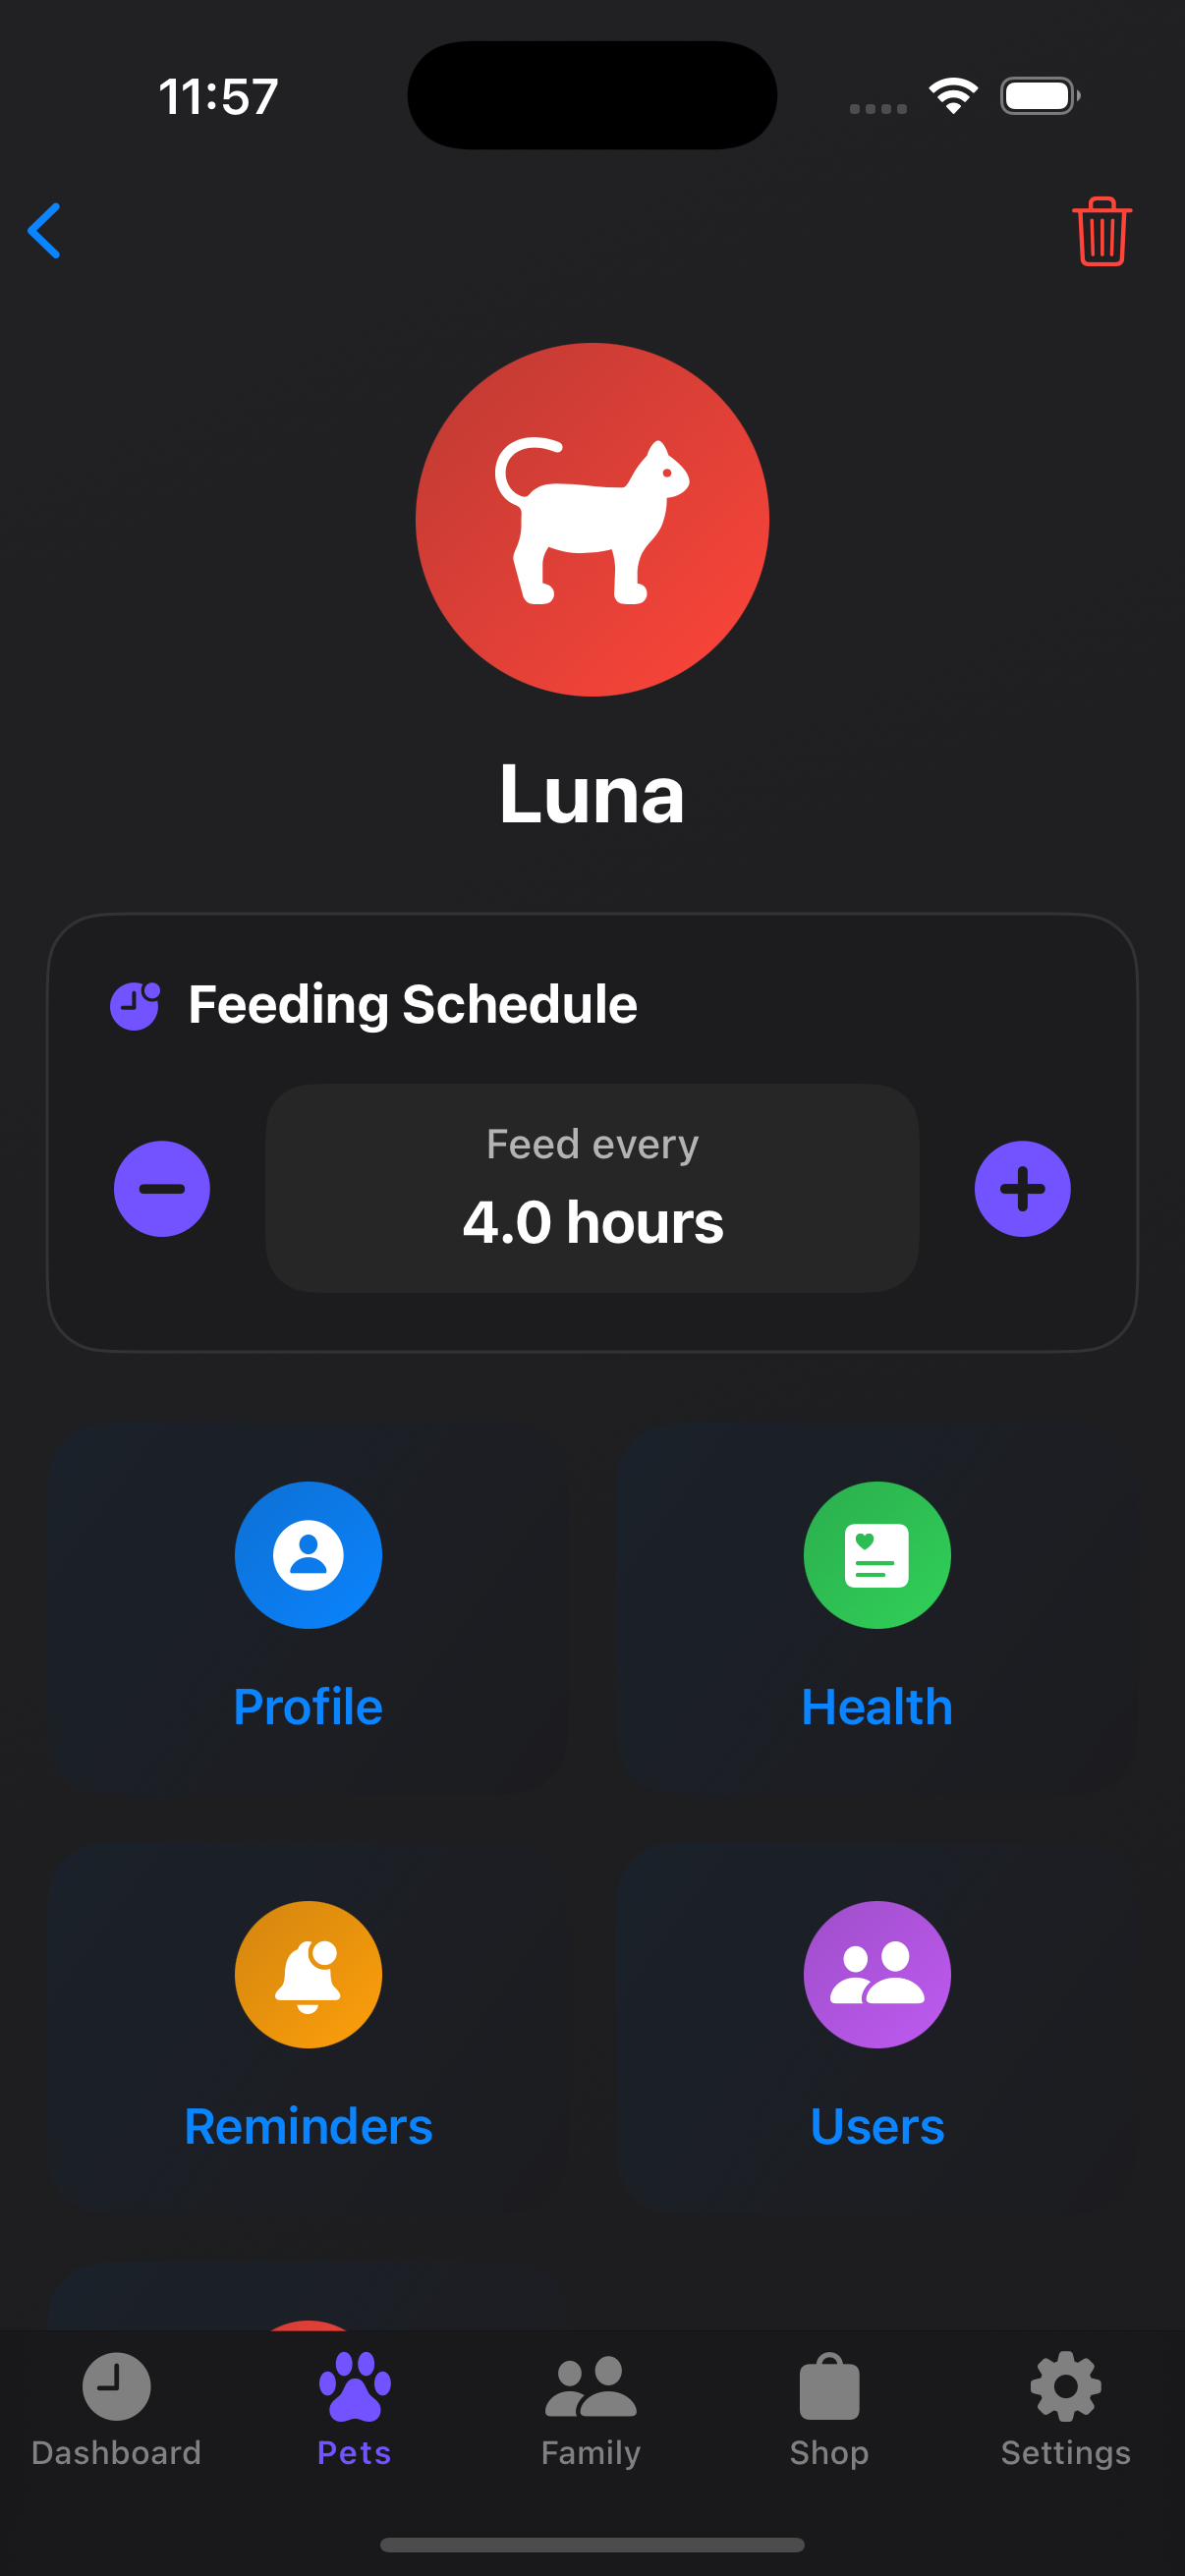 11:57
Luna
Feeding Schedule
Feed every
4.0 hours
Profile
Health
Reminders
Users
Dashboard
Pets
Family
Shop
Settings